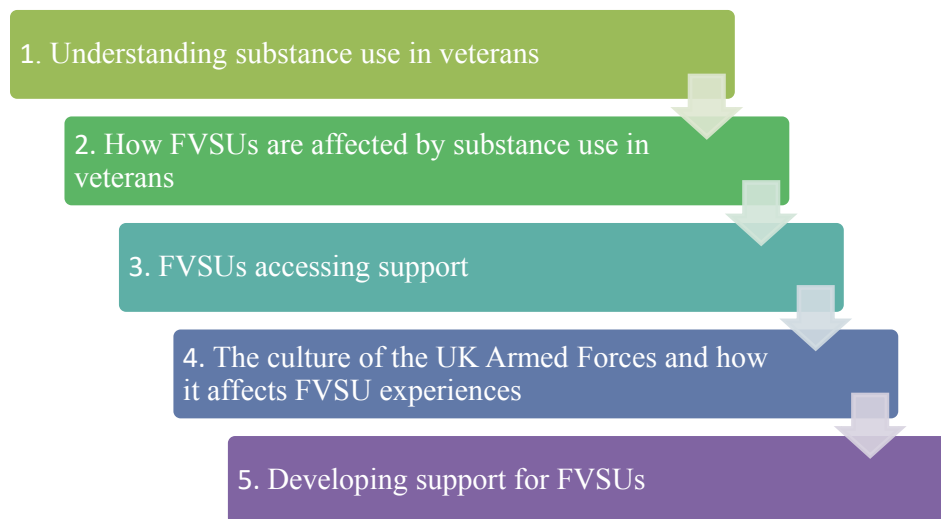 1. Understanding substance use in veterans
2. How FVSUs are affected by substance use in
veterans
3. FVSUs accessing support
4. The culture of the UK Armed Forces and how
it affects FVSU experiences
5. Developing support for FVSUs